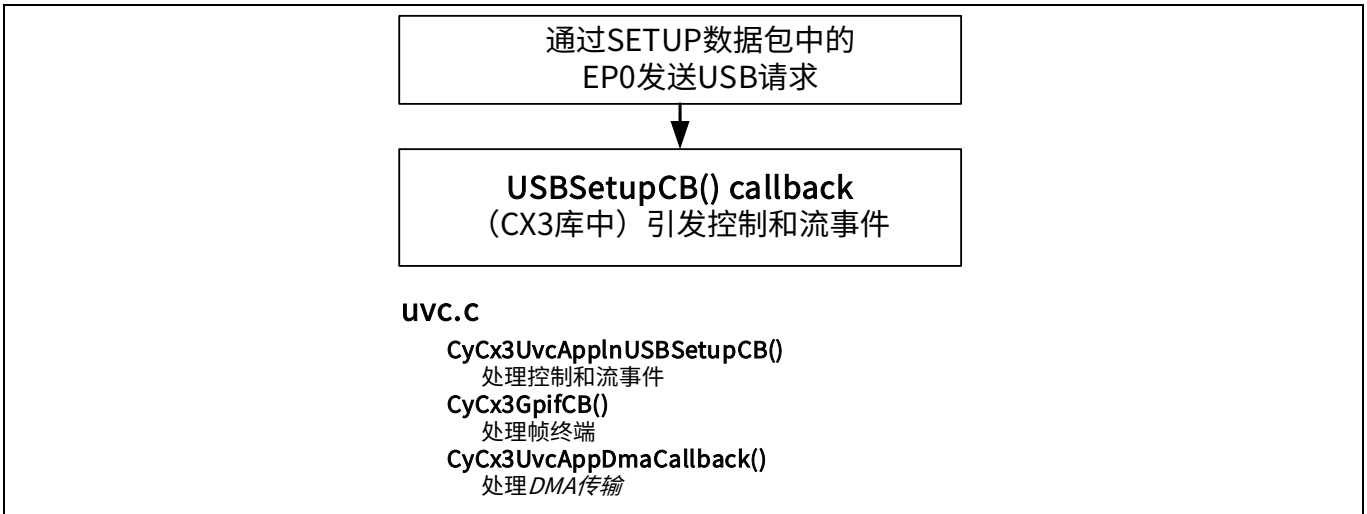 通过SETUP数据包中的
EP0发送USB请求
USBSetupCB() callback
（CX3库中）引发控制和流事件
uvc.c
CyCx3UvcApplnUSBSetupCB()
处理控制和流事件
CyCx3GpifCB()
处理帧终端
CyCx3UvcAppDmaCallback()
处理DMA传输